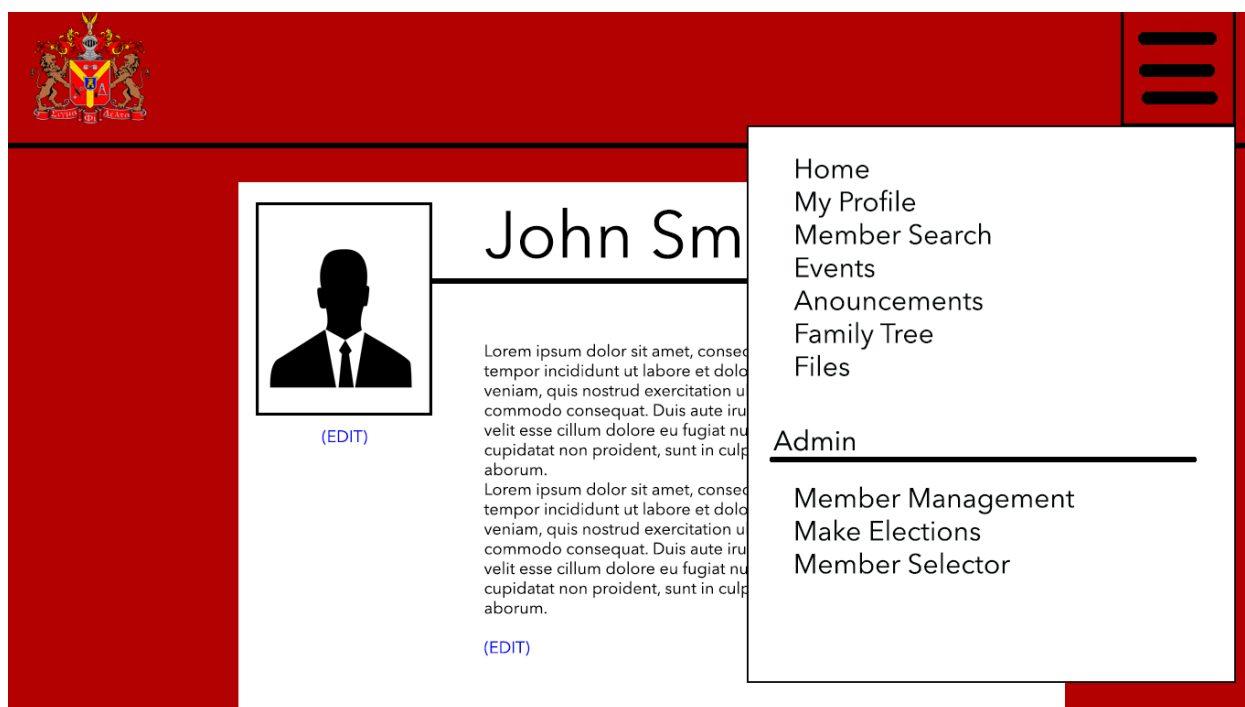 John Sm
Lorem ipsum dolor sit amet, consec
tempor incididunt ut labore et dolo
veniam, quis nostrud exercitation u
commodo consequat. Duis aute iru
velit esse cillum dolore eu fugiat nu
cupidatat non proident, sunt in culp
aborum.
Lorem ipsum dolor sit amet, consec
tempor incididunt ut labore et dolo
veniam, quis nostrud exercitation u
commodo consequat. Duis aute iru
velit esse cillum dolore eu fugiat nu
cupidatat non proident, sunt in culp
aborum.
(EDIT)
(EDIT)
Home
My Profile
Member Search
Events
Anouncements
Family Tree
Files
Admin
Member Management
Make Elections
Member Selector